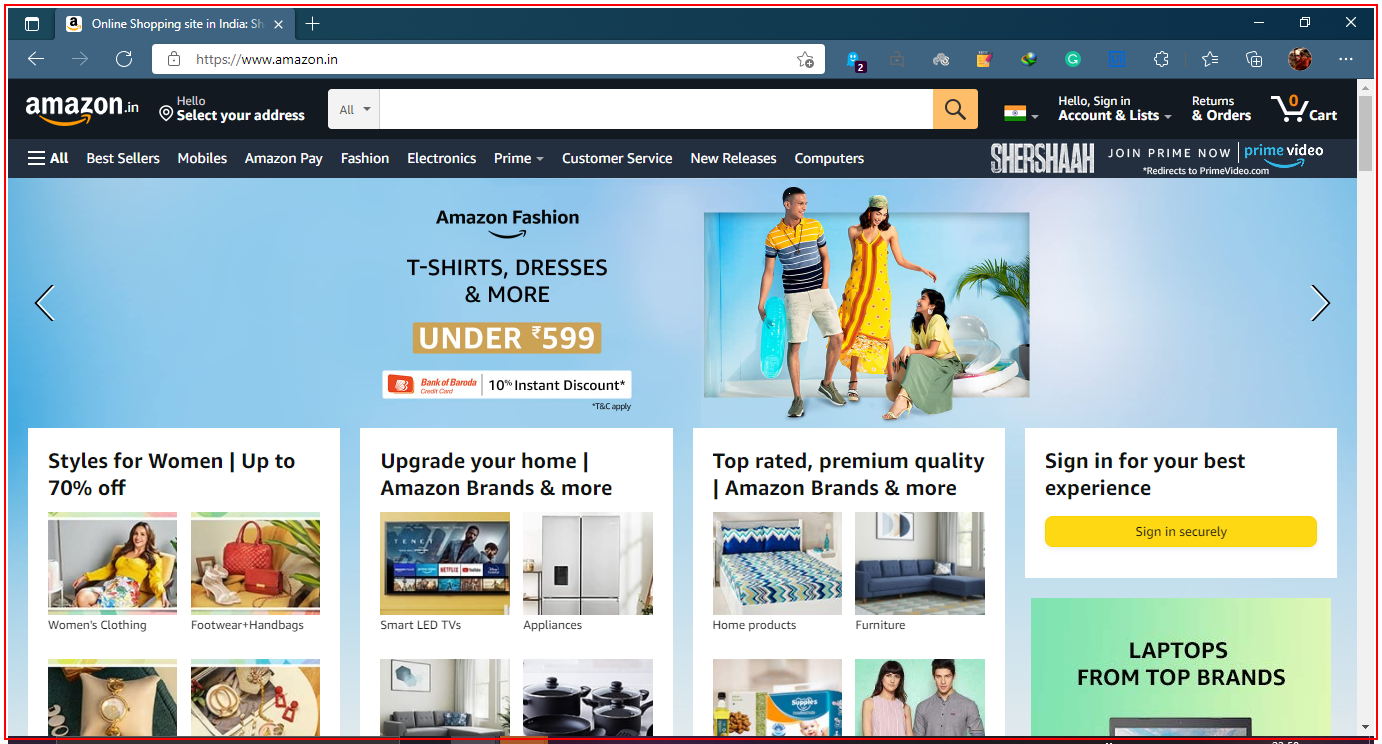 Online Shopping site in India: Sh
https://www.amazon.in
2
amazon.in
Hello
Select your address
All
Hello, Sign in
Account & Lists
Returns
& Orders
0
Cart
All
Best Sellers
Mobiles
Amazon Pay
Fashion
Electronics
Prime
Customer Service
New Releases
Computers
SHERSHAAH
JOIN PRIME NOW
prime video
*Redirects to PrimeVideo.com
Amazon Fashion
T-SHIRTS, DRESSES
& MORE
UNDER ₹599
Bank of Baroda
Credit Card
10% Instant Discount*
*T&C apply
Styles for Women | Up to
70% off
Women's Clothing
Footwear+Handbags
Upgrade your home |
Amazon Brands & more
TENET
NETFLIX
YouTube
Smart LED TVs
Appliances
Top rated, premium quality
| Amazon Brands & more
Home products
Furniture
Supples
Sign in for your best
experience
Sign in securely
LAPTOPS
FROM TOP BRANDS